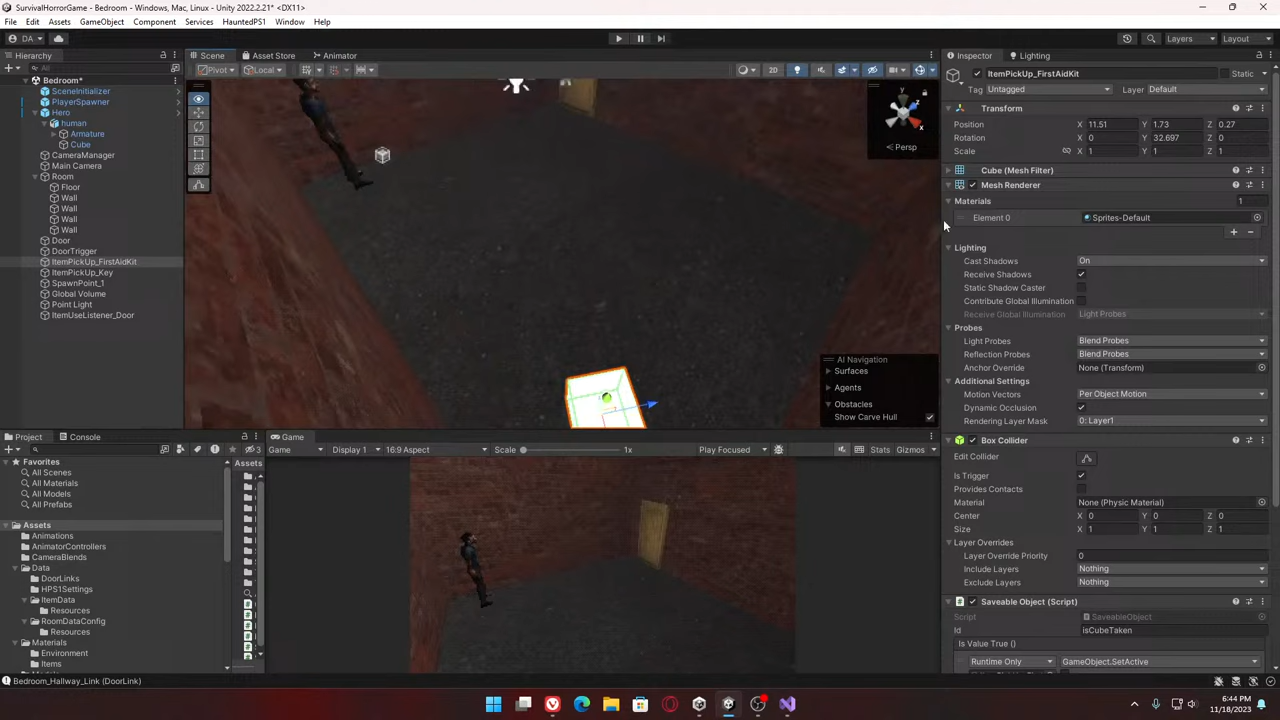 SurvivalHorrorGame - Bedroom - Windows, Mac, Linux - Unity 2022.2.21* <DX11>
File Edit Assets GameObject Component Services HauntedPS1 Window Help
DA
Layers Layout
Hierarchy
All
Bedroom*
SceneInitializer
PlayerSpawner
Hero
human
Armature
Cube
CameraManager
Main Camera
Room
Floor
Wall
Wall
Wall
Wall
Door
DoorTrigger
ItemPickUp_FirstAidKit
ItemPickUp_Key
SpawnPoint_1
Global Volume
Point Light
ItemUseListener_Door
Scene Asset Store Animator
Pivot Local 2D
y
x
Persp
AI Navigation
Surfaces
Agents
Obstacles
Show Carve Hull
Project Console
3
Favorites
All Scenes
All Materials
All Models
All Prefabs
Assets
Animations
AnimatorControllers
CameraBlends
Data
DoorLinks
HPS1Settings
ItemData
Resources
RoomDataConfig
Resources
Materials
Environment
Items
Assets
Game
Game Display 1 16:9 Aspect Scale 1x Play Focused Stats Gizmos
Inspector Lighting
ItemPickUp_FirstAidKit Static
Tag Untagged Layer Default
Transform
Position X 11.51 Y 1.73 Z 0.27
Rotation X 0 Y 32.697 Z 0
Scale X 1 Y 1 Z 1
Cube (Mesh Filter)
Mesh Renderer
Materials 1
Element 0 Sprites-Default
Lighting
Cast Shadows On
Receive Shadows
Static Shadow Caster
Contribute Global Illumination
Receive Global Illumination Light Probes
Probes
Light Probes Blend Probes
Reflection Probes Blend Probes
Anchor Override None (Transform)
Additional Settings
Motion Vectors Per Object Motion
Dynamic Occlusion
Rendering Layer Mask 0: Layer1
Box Collider
Edit Collider
Is Trigger
Provides Contacts
Material None (Physic Material)
Center X 0 Y 0 Z 0
Size X 1 Y 1 Z 1
Layer Overrides
Layer Override Priority 0
Include Layers Nothing
Exclude Layers Nothing
Saveable Object (Script)
Script SaveableObject
Id isCubeTaken
Is Value True ()
Runtime Only GameObject.SetActive
Bedroom_Hallway_Link (DoorLink)
6:44 PM
11/18/2023